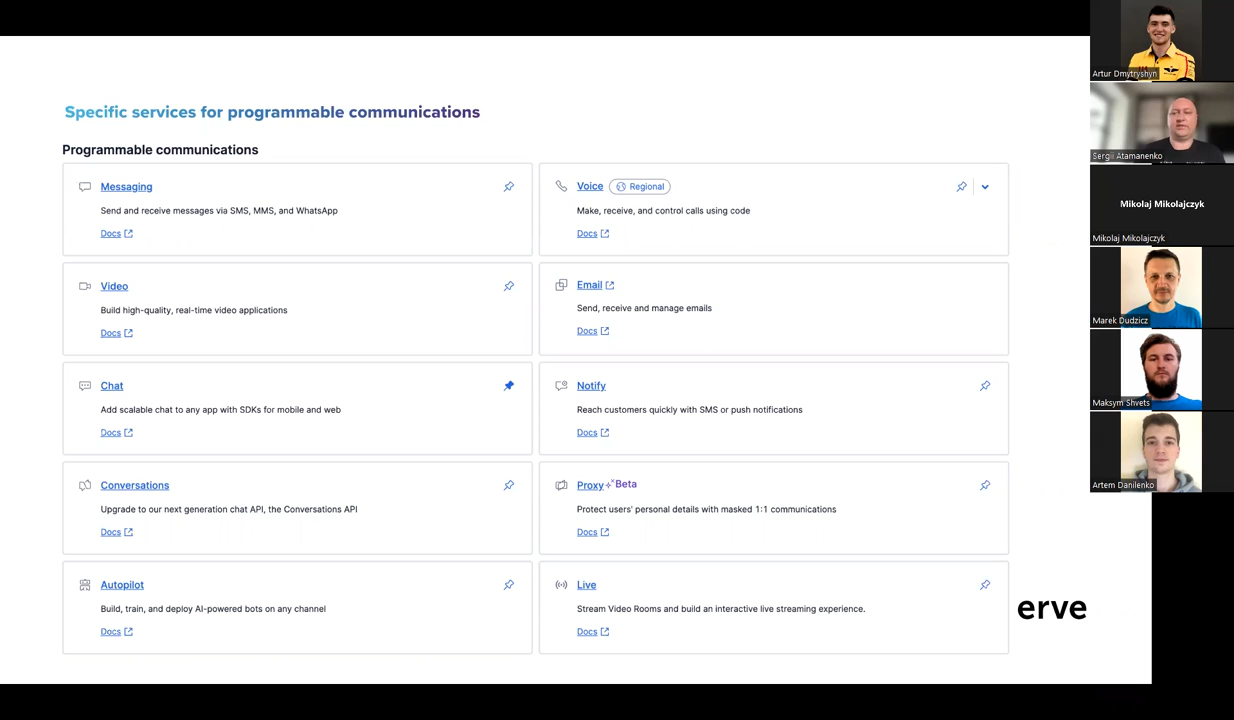 Specific services for programmable communications
Programmable communications
Messaging
Send and receive messages via SMS, MMS, and WhatsApp
Docs
Voice Regional
Make, receive, and control calls using code
Docs
Video
Build high-quality, real-time video applications
Docs
Email
Send, receive and manage emails
Docs
Chat
Add scalable chat to any app with SDKs for mobile and web
Docs
Notify
Reach customers quickly with SMS or push notifications
Docs
Conversations
Upgrade to our next generation chat API, the Conversations API
Docs
Proxy Beta
Protect users' personal details with masked 1:1 communications
Docs
Autopilot
Build, train, and deploy AI-powered bots on any channel
Docs
Live
Stream Video Rooms and build an interactive live streaming experience.
Docs
erve
Artur Dmytryshyn
Sergii Atamanenko
Mikolaj Mikolajczyk
Mikolaj Mikolajczyk
Marek Dudzicz
Maksym Shvets
Artem Danilenko